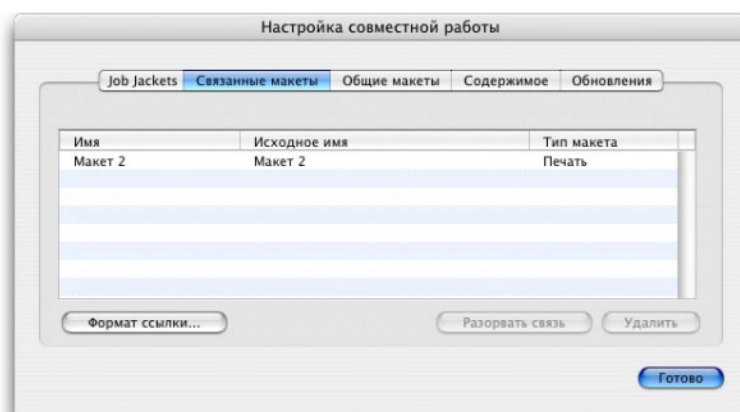 Настройка совместной работы
Job Jackets Связанные макеты Общие макеты Содержимое Обновления
Имя Исходное имя Тип макета
Макет 2 Макет 2 Печать
Формат ссылки... Разорвать связь Удалить
Готово